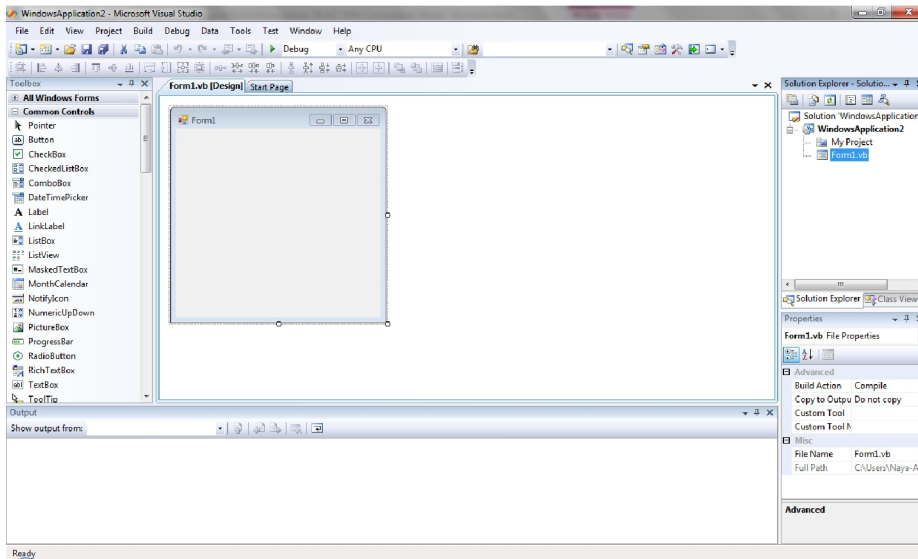 WindowsApplication2 - Microsoft Visual Studio
File Edit View Project Build Debug Data Tools Test Window Help
Debug Any CPU
Toolbox
All Windows Forms
Common Controls
Pointer
Button
CheckBox
CheckedListBox
ComboBox
DateTimePicker
Label
LinkLabel
ListBox
ListView
MaskedTextBox
MonthCalendar
NotifyIcon
NumericUpDown
PictureBox
ProgressBar
RadioButton
RichTextBox
TextBox
ToolTip
Form1.vb [Design] Start Page
Form1
Solution Explorer - Solutio...
Solution 'WindowsApplication
WindowsApplication2
My Project
Form1.vb
Solution Explorer Class View
Properties
Form1.vb File Properties
Advanced
Build Action Compile
Copy to Outpu Do not copy
Custom Tool
Custom Tool N
Misc
File Name Form1.vb
Full Path C:\Users\Naya-A
Advanced
Output
Show output from:
Ready